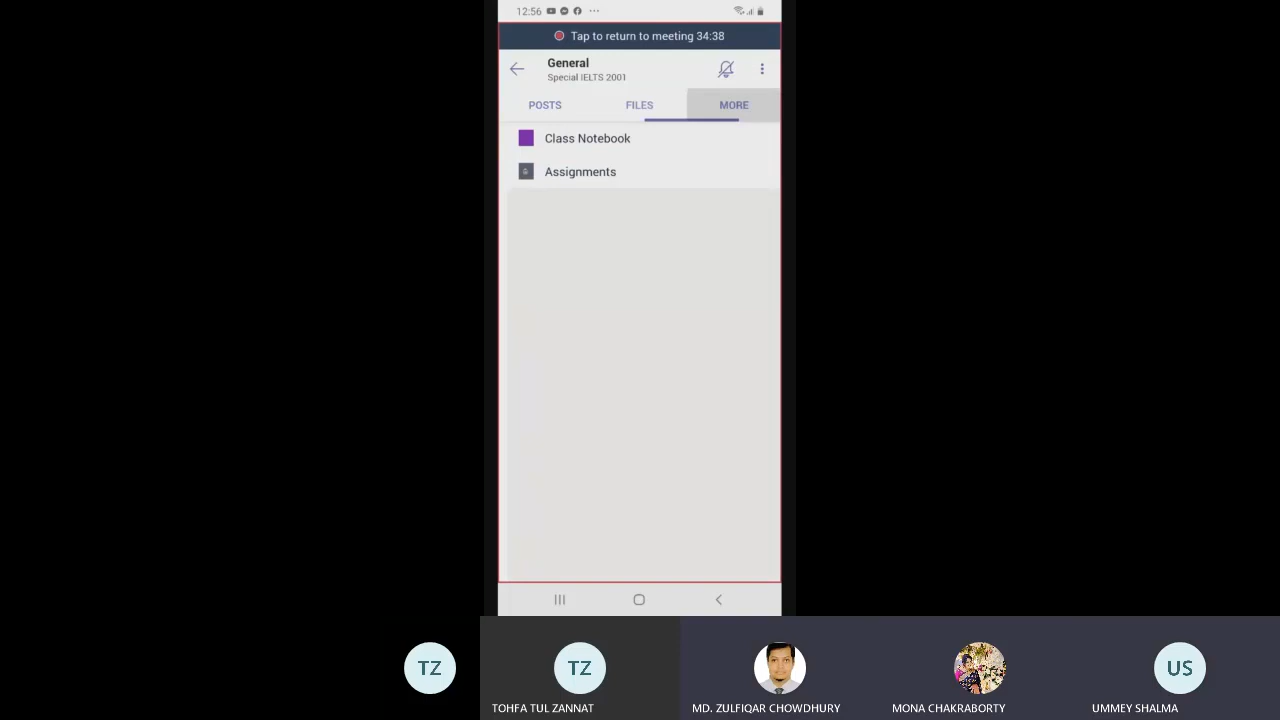 12:56
Tap to return to meeting 34:38
General
Special IELTS 2001
POSTS FILES MORE
Class Notebook
Assignments
TZ TZ US
TOHFA TUL ZANNAT MD. ZULFIQAR CHOWDHURY MONA CHAKRABORTY UMMEY SHALMA